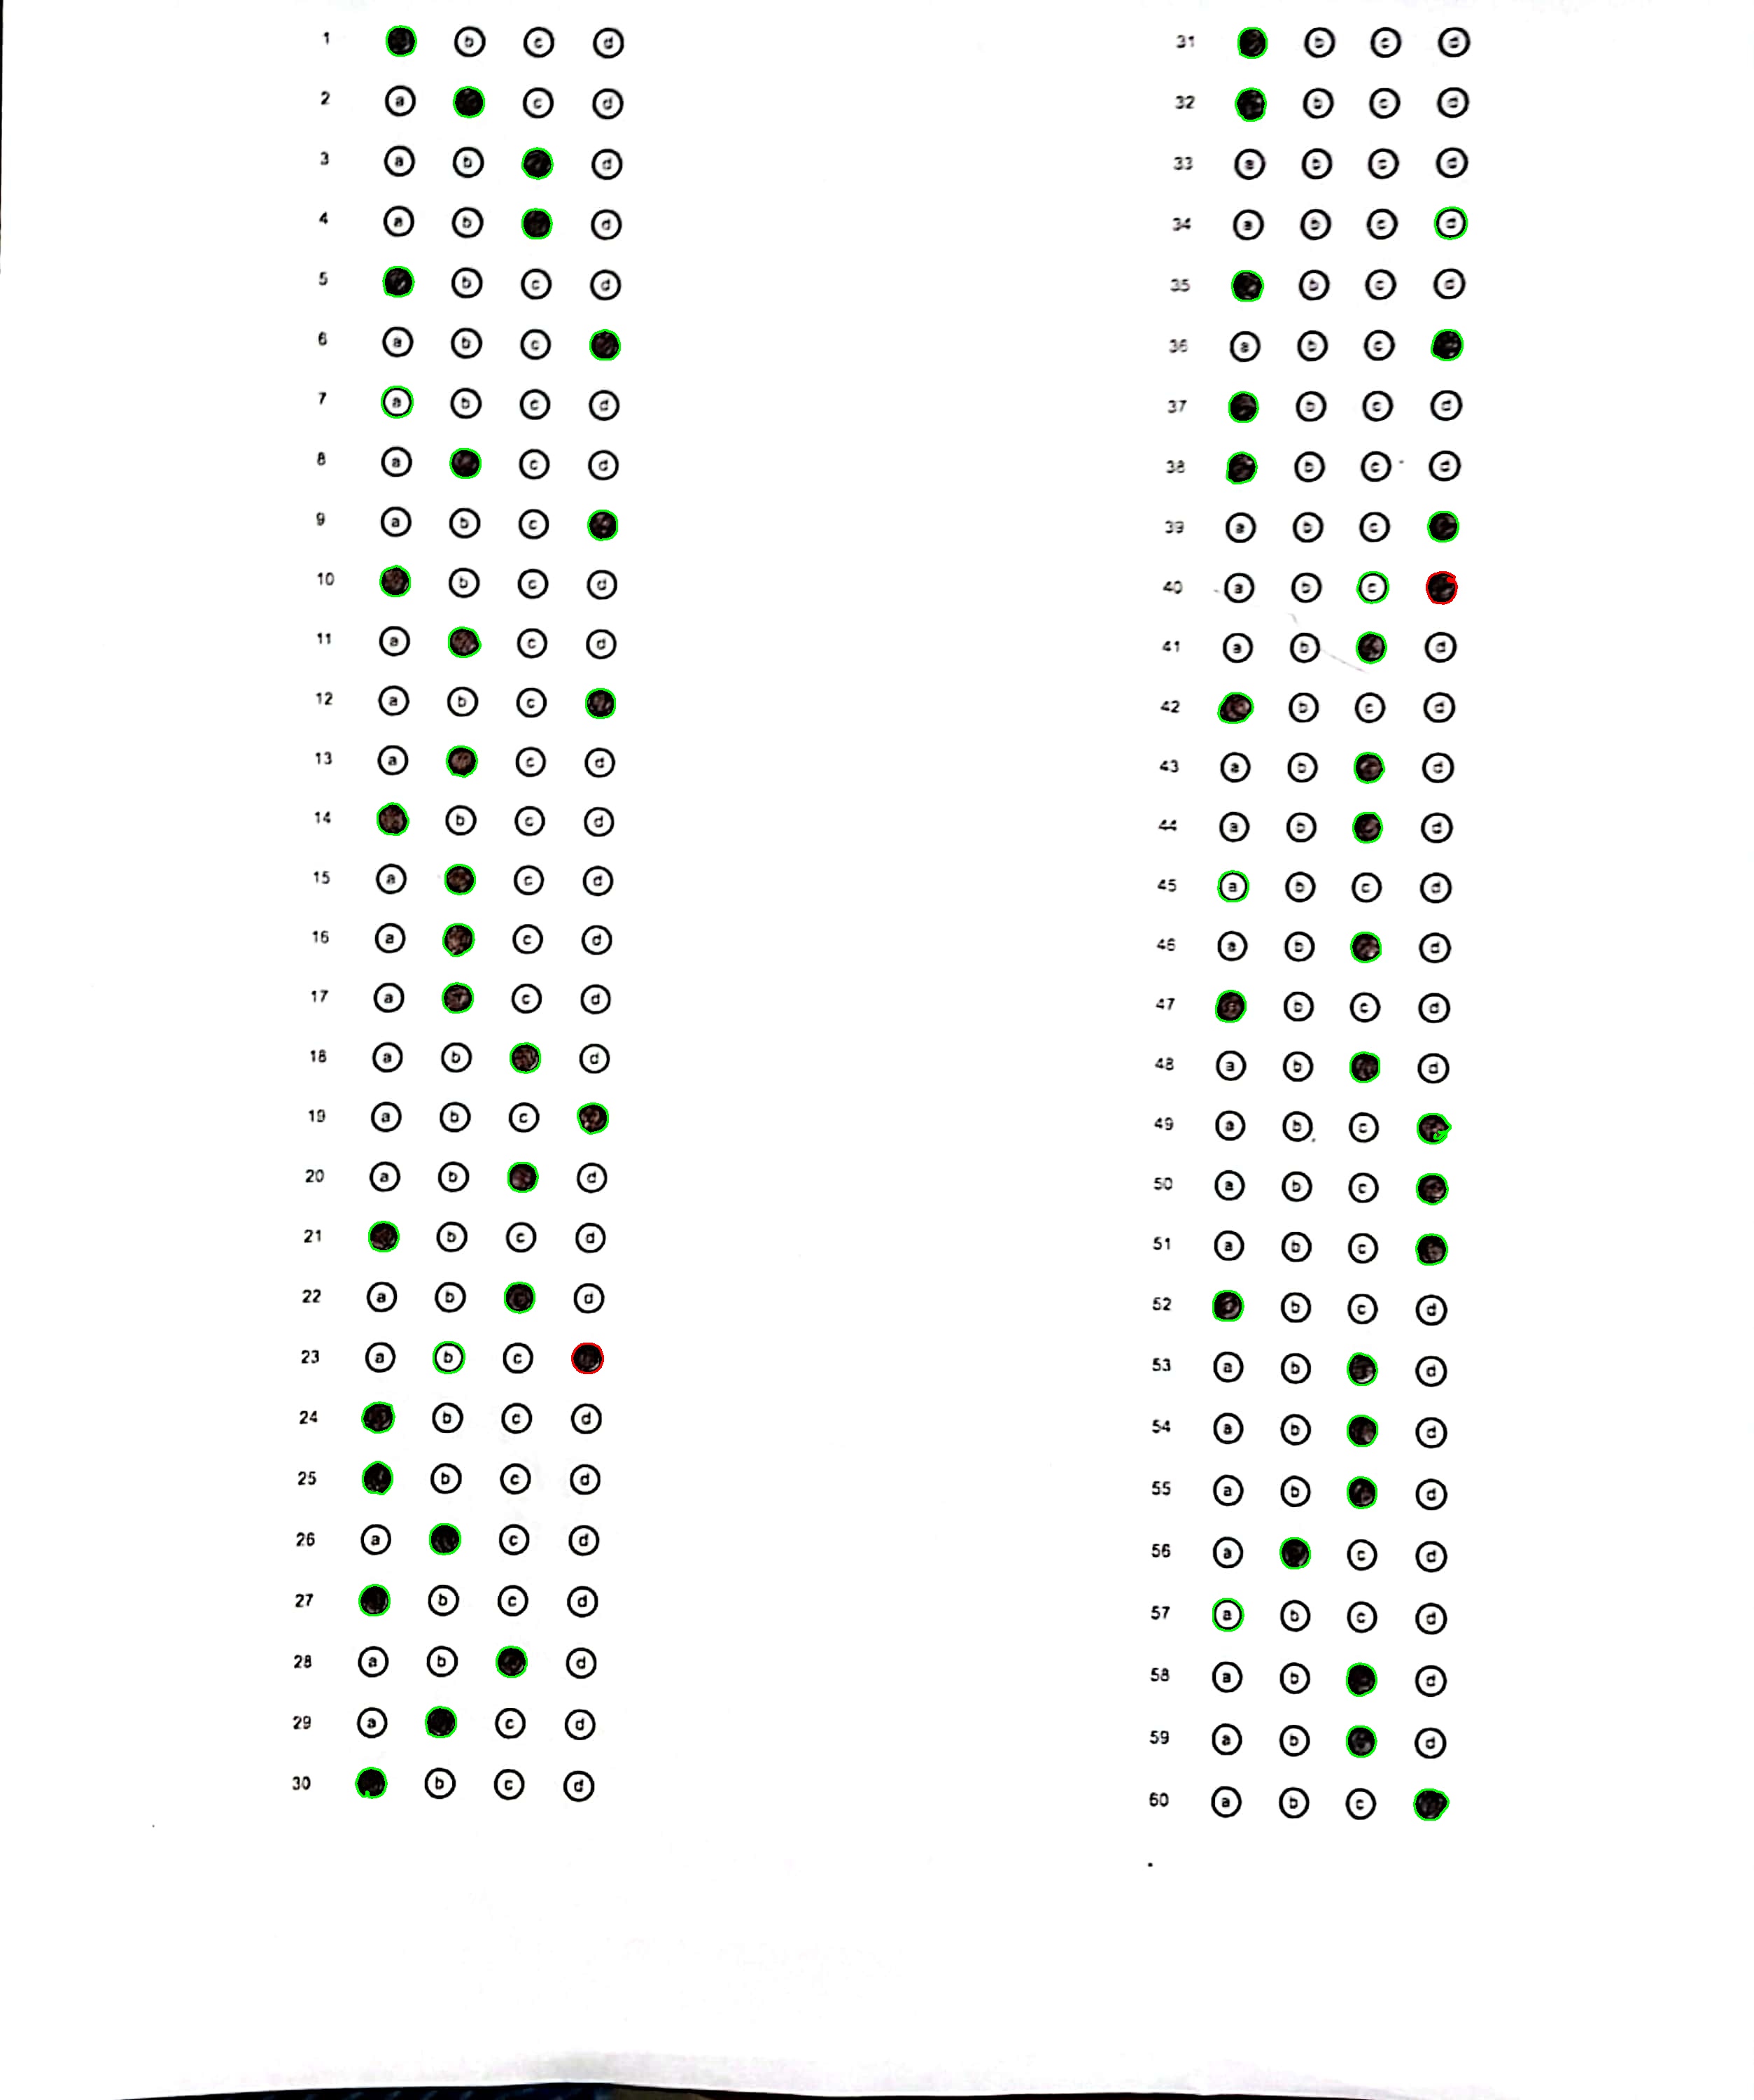 1 b c d
2 a c d
3 a b d
4 a b d
5 b c d
6 a b c
7 a b c d
8 a c d
9 a b c
10 b c d
11 a c d
12 a b c
13 a c d
14 b c d
15 a c d
16 a c d
17 a c d
18 a b d
19 a b c
20 a b d
21 b c d
22 a b d
23 a b c
24 b c d
25 b c d
26 a c d
27 b c d
28 a b d
29 a c d
30 b c d
31 b c d
32 b c d
33 a b c d
34 a b c d
35 b c d
36 a b c
37 b c d
38 b c d
39 a b c
40 a b c
41 a b d
42 b c d
43 a b d
44 a b d
45 a b c d
46 a b d
47 b c d
48 a b d
49 a b c
50 a b c
51 a b c
52 b c d
53 a b d
54 a b d
55 a b d
56 a c d
57 a b c d
58 a b d
59 a b d
60 a b c